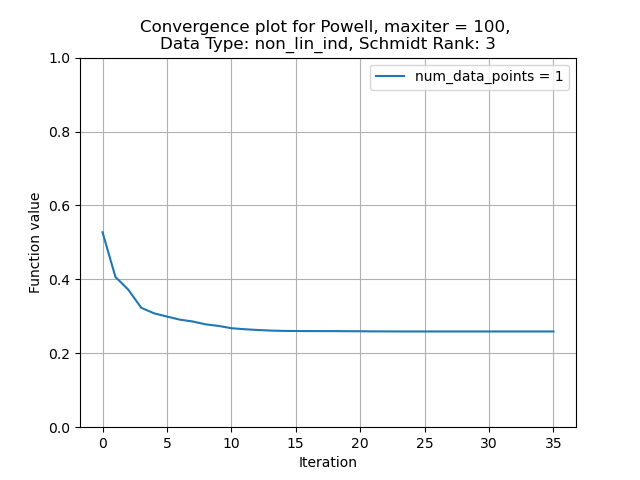 Convergence plot for Powell, maxiter = 100,
Data Type: non_lin_ind, Schmidt Rank: 3
num_data_points = 1
Function value
1.0
0.8
0.6
0.4
0.2
0.0
0 5 10 15 20 25 30 35
Iteration